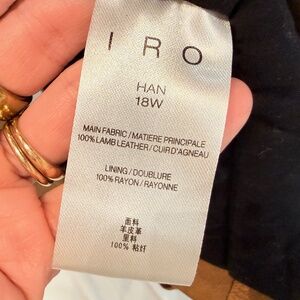 IRO
HAN
18W
MAIN FABRIC / MATIERE PRINCIPALE
100% LAMB LEATHER / CUIR D'AGNEAU
LINING / DOUBLURE
100% RAYON / RAYONNE
面料
羊皮革
里料
100% 粘纤